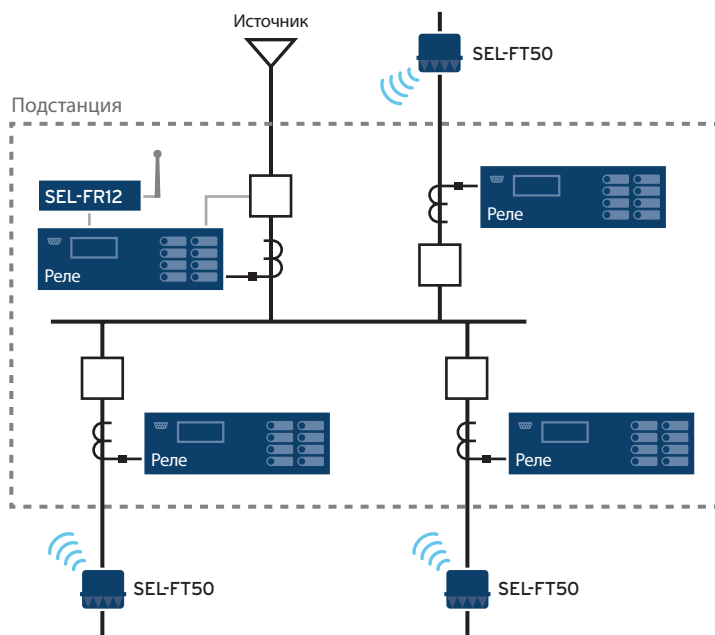 Источник
SEL-FT50
Подстанция
SEL-FR12
Реле
Реле
Реле
Реле
SEL-FT50
SEL-FT50